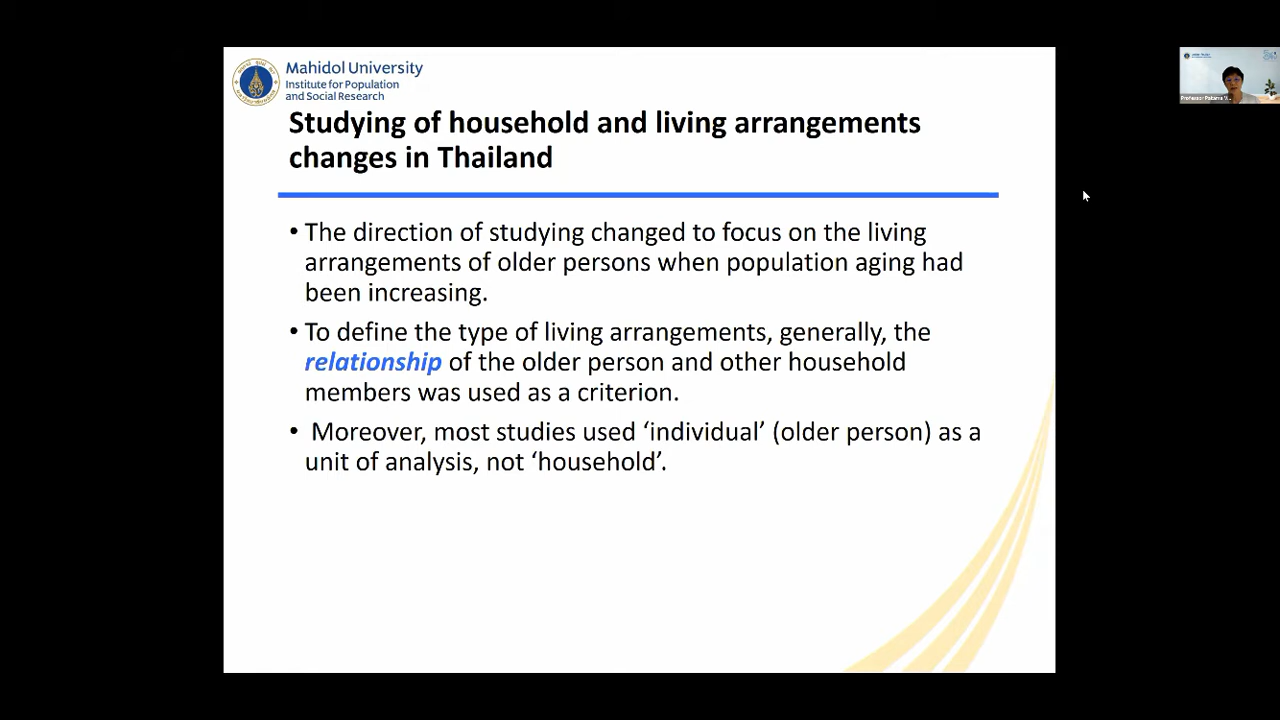 Mahidol University
Institute for Population
and Social Research
Studying of household and living arrangements
changes in Thailand
• The direction of studying changed to focus on the living
arrangements of older persons when population aging had
been increasing.
• To define the type of living arrangements, generally, the
relationship of the older person and other household
members was used as a criterion.
• Moreover, most studies used ‘individual’ (older person) as a
unit of analysis, not ‘household’.